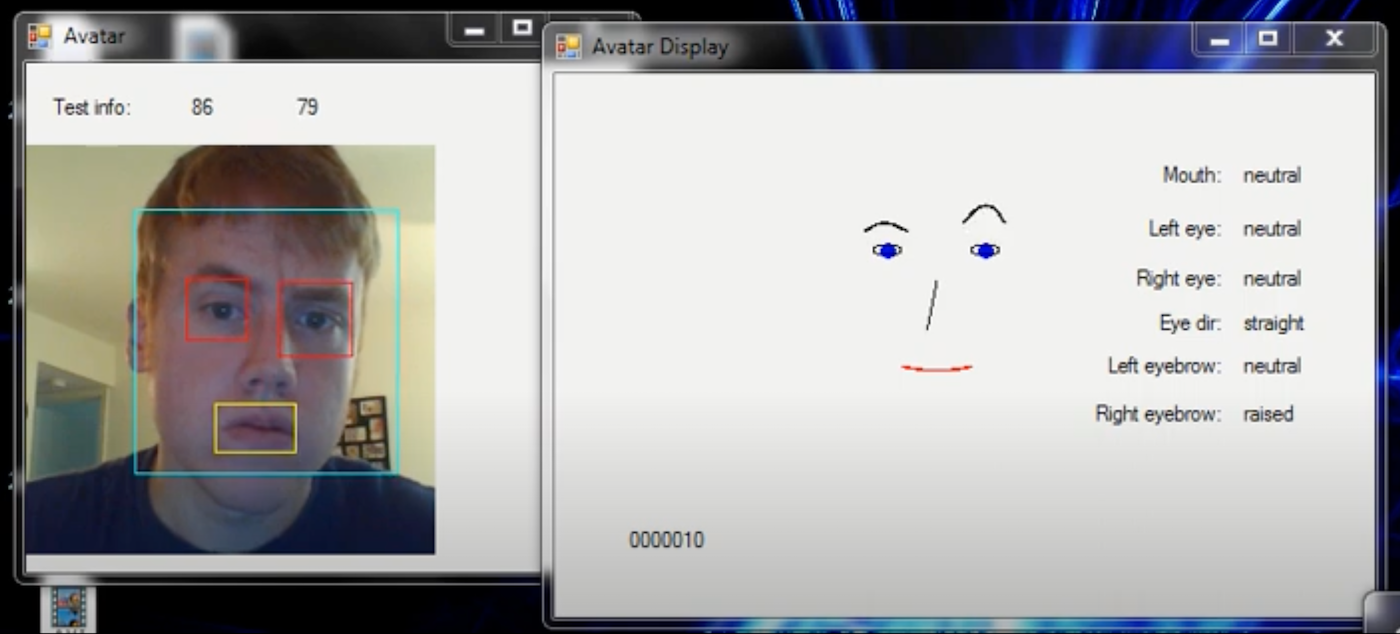 Avatar
Test info: 86 79
Avatar Display
Mouth: neutral
Left eye: neutral
Right eye: neutral
Eye dir: straight
Left eyebrow: neutral
Right eyebrow: raised
0000010